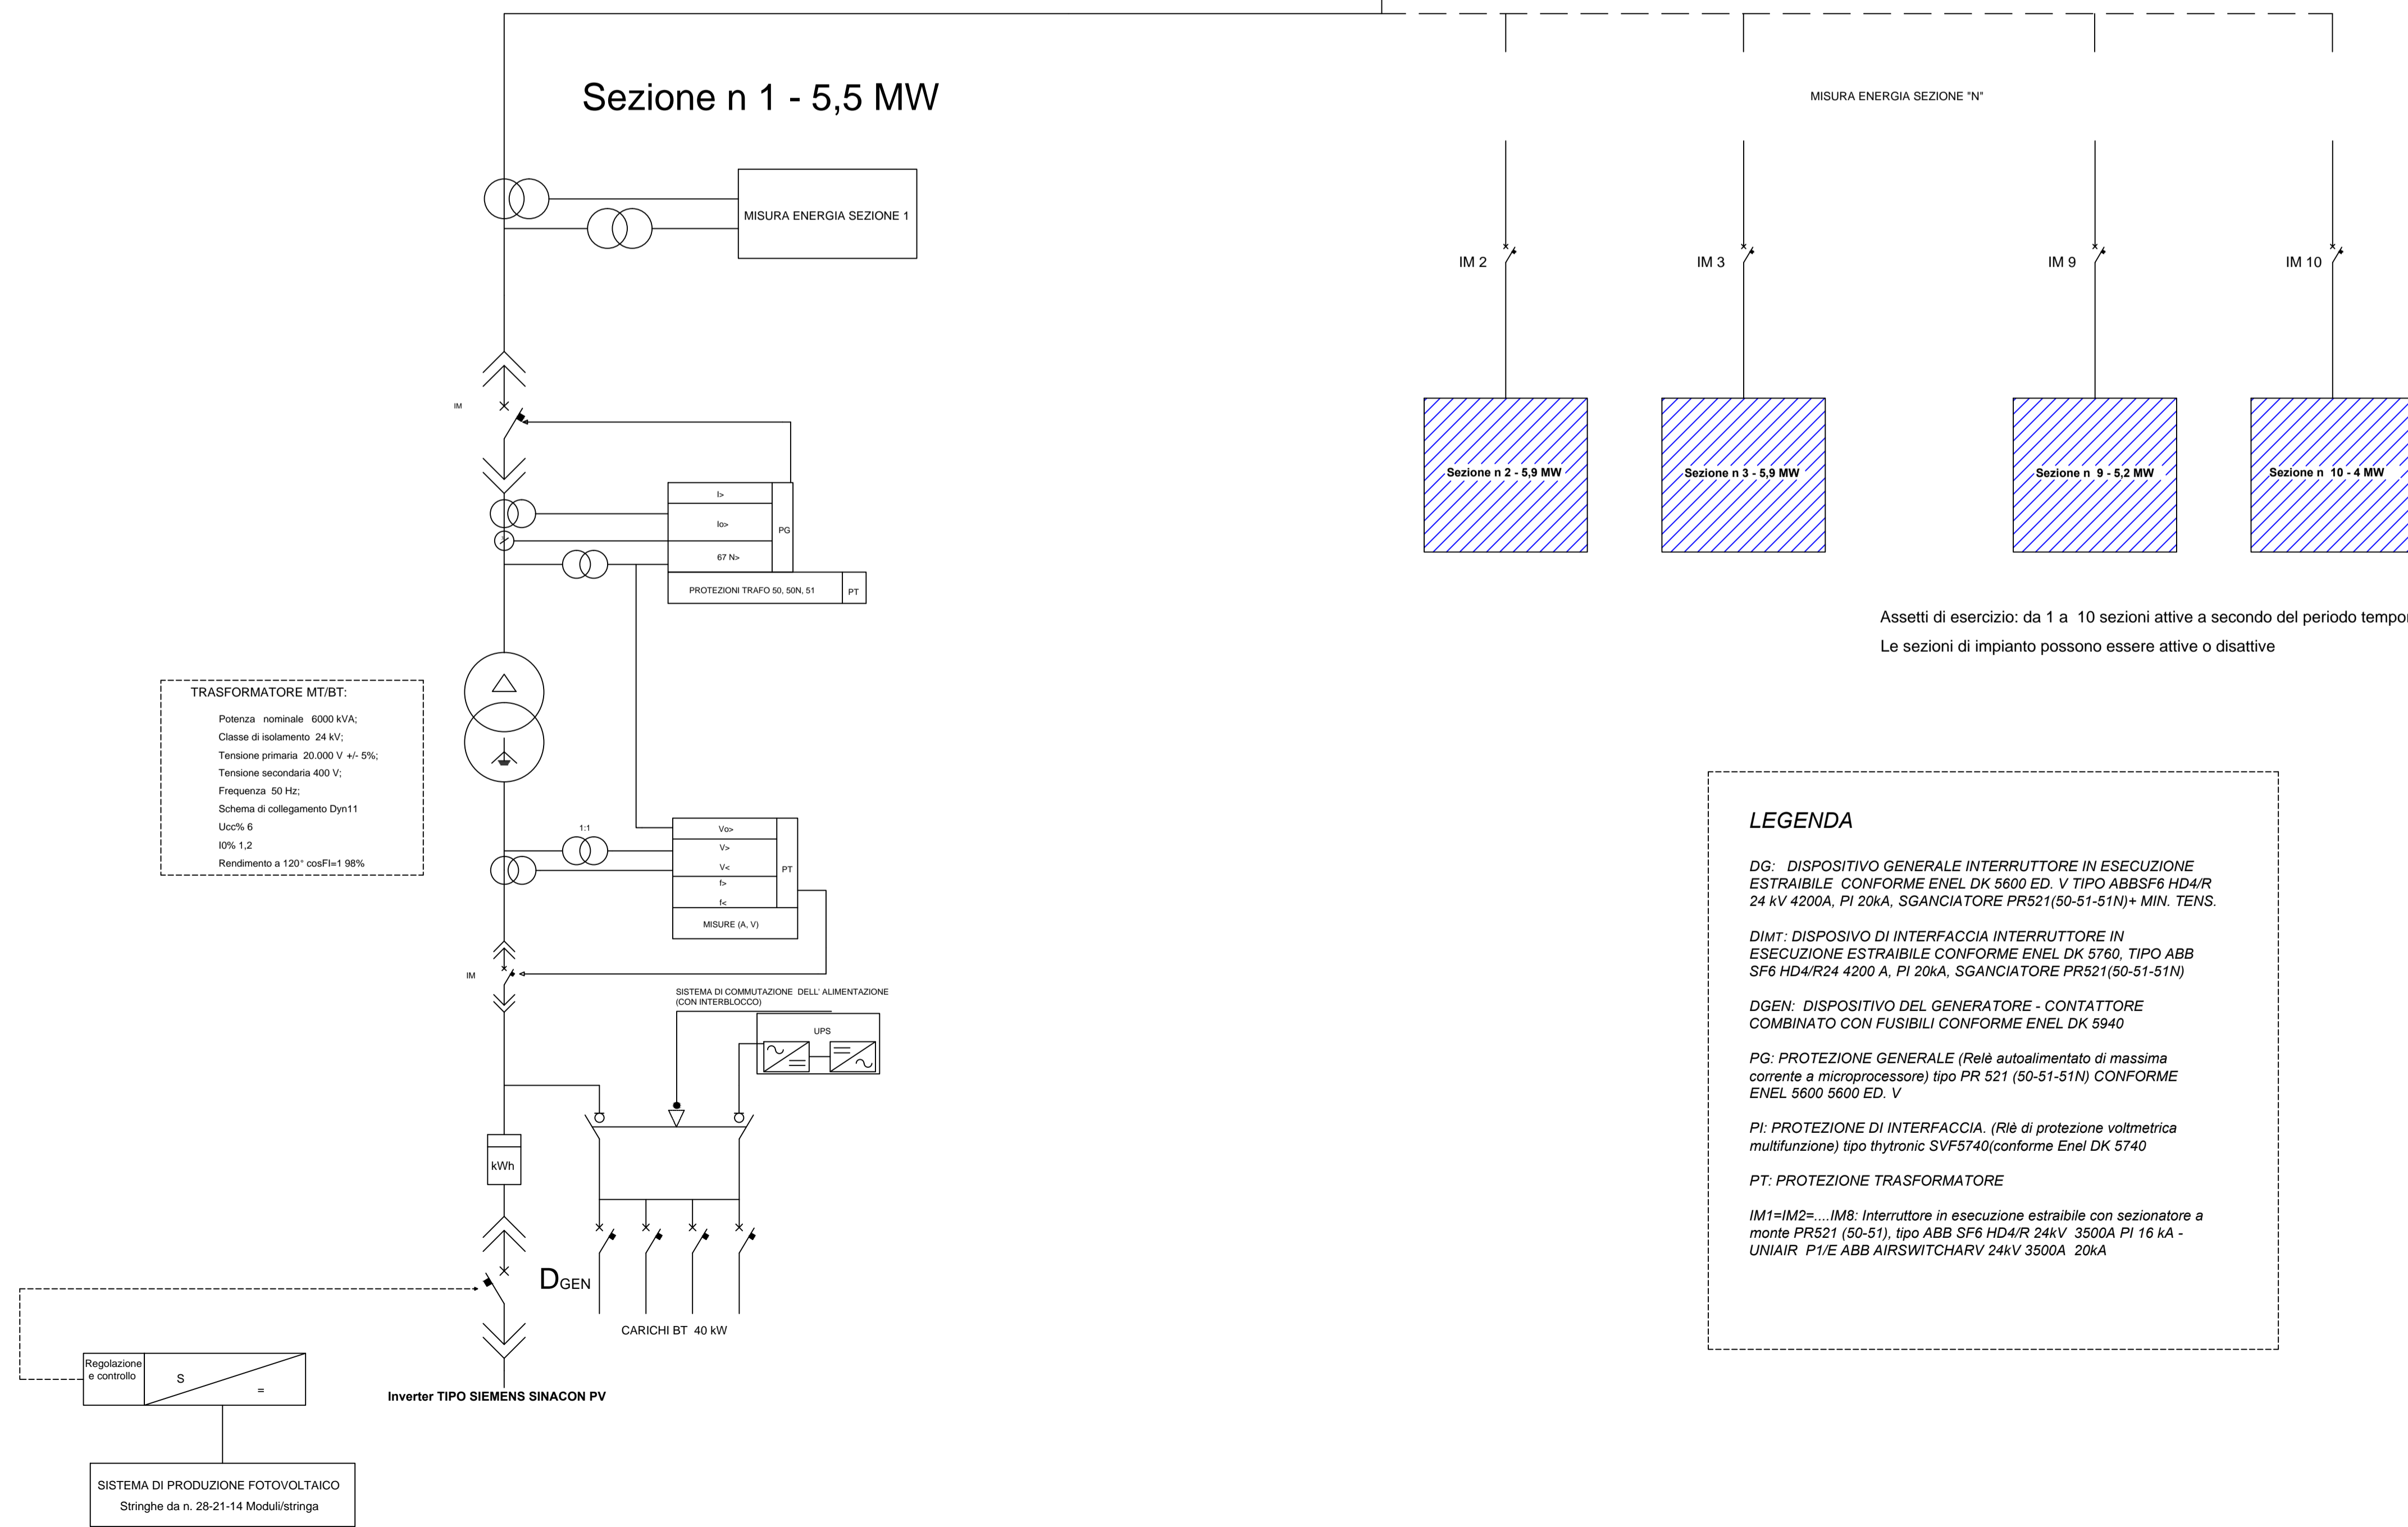 Sezione n 1 - 5,5 MW
MISURA ENERGIA SEZIONE "N"
MISURA ENERGIA SEZIONE 1
IM 2
IM 3
IM 9
IM 10
IM
I>
Io>
67 N>
PG
PROTEZIONI TRAFO 50, 50N, 51
PT
Sezione n 2 - 5,9 MW
Sezione n 3 - 5,9 MW
Sezione n  9 - 5,2 MW
Sezione n  10 - 4 MW
Assetti di esercizio: da 1 a  10 sezioni attive a secondo del periodo tempor
Le sezioni di impianto possono essere attive o disattive
TRASFORMATORE MT/BT:
Potenza   nominale   6000 kVA;
Classe di isolamento  24 kV;
Tensione primaria  20.000 V +/- 5%;
Tensione secondaria 400 V;
Frequenza  50 Hz;
Schema di collegamento Dyn11
Ucc% 6
I0% 1,2
Rendimento a 120° cosFI=1 98%
1:1
Vo>
V>
V<
f>
f<
PT
MISURE (A, V)
IM
SISTEMA DI COMMUTAZIONE  DELL' ALIMENTAZIONE
(CON INTERBLOCCO)
UPS
kWh
DGEN
CARICHI BT  40 kW
Regolazione
e controllo
S
=
Inverter TIPO SIEMENS SINACON PV
SISTEMA DI PRODUZIONE FOTOVOLTAICO
Stringhe da n. 28-21-14 Moduli/stringa
LEGENDA
DG:   DISPOSITIVO GENERALE INTERRUTTORE IN ESECUZIONE
ESTRAIBILE  CONFORME ENEL DK 5600 ED. V TIPO ABBSF6 HD4/R
24 kV 4200A, PI 20kA, SGANCIATORE PR521(50-51-51N)+ MIN. TENS.
DIMT: DISPOSIVO DI INTERFACCIA INTERRUTTORE IN
ESECUZIONE ESTRAIBILE CONFORME ENEL DK 5760, TIPO ABB
SF6 HD4/R24 4200 A, PI 20kA, SGANCIATORE PR521(50-51-51N)
DGEN:  DISPOSITIVO DEL GENERATORE - CONTATTORE
COMBINATO CON FUSIBILI CONFORME ENEL DK 5940
PG: PROTEZIONE GENERALE (Relè autoalimentato di massima
corrente a microprocessore) tipo PR 521 (50-51-51N) CONFORME
ENEL 5600 5600 ED. V
PI: PROTEZIONE DI INTERFACCIA. (Rlè di protezione voltmetrica
multifunzione) tipo thytronic SVF5740(conforme Enel DK 5740
PT: PROTEZIONE TRASFORMATORE
IM1=IM2=....IM8: Interruttore in esecuzione estraibile con sezionatore a
monte PR521 (50-51), tipo ABB SF6 HD4/R 24kV  3500A PI 16 kA -
UNIAIR  P1/E ABB AIRSWITCHARV 24kV 3500A  20kA